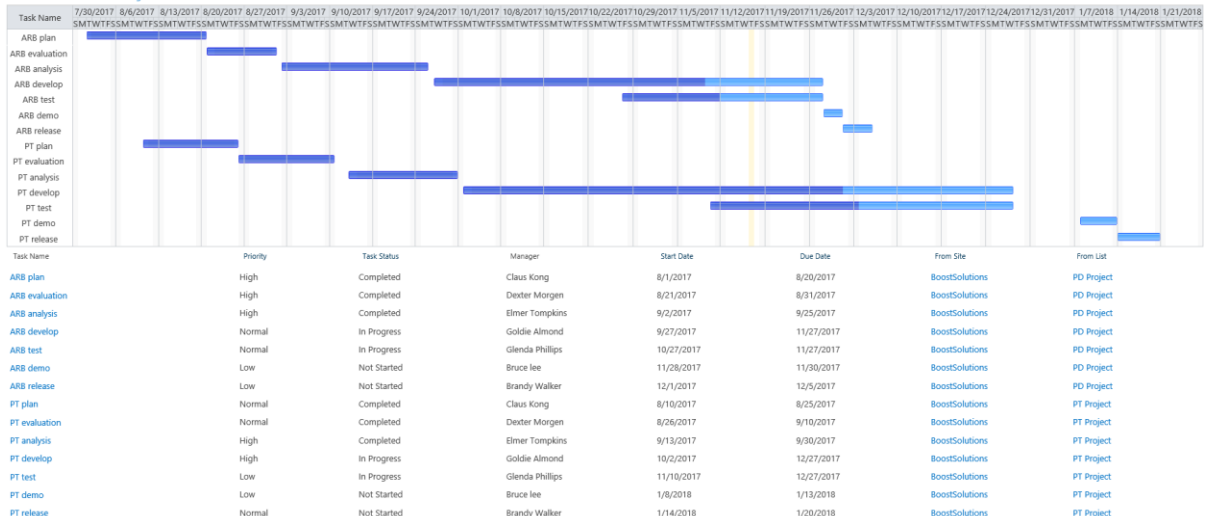 Task Name 7/30/2017 8/6/2017 8/13/2017 8/20/2017 8/27/2017 9/3/2017 9/10/2017 9/17/2017 9/24/2017 10/1/2017 10/8/2017 10/15/2017 10/22/2017 10/29/2017 11/5/2017 11/12/2017 11/19/2017 11/26/2017 12/3/2017 12/10/2017 12/17/2017 12/24/2017 12/31/2017 1/7/2018 1/14/2018 1/21/2018
SMTWTFSSMTWTFSSMTWTFSSMTWTFSSMTWTFSSMTWTFSSMTWTFSSMTWTFSSMTWTFSSMTWTFSSMTWTFSSMTWTFSSMTWTFSSMTWTFSSMTWTFSSMTWTFSSMTWTFSSMTWTFSSMTWTFSSMTWTFSSMTWTFSSMTWTFSSMTWTFSSMTWTFSSMTWTFSSMTWTFS
ARB plan
ARB evaluation
ARB analysis
ARB develop
ARB test
ARB demo
ARB release
PT plan
PT evaluation
PT analysis
PT develop
PT test
PT demo
PT release
Task Name Priority Task Status Manager Start Date Due Date From Site From List
ARB plan High Completed Claus Kong 8/1/2017 8/20/2017 BoostSolutions PD Project
ARB evaluation High Completed Dexter Morgen 8/21/2017 8/31/2017 BoostSolutions PD Project
ARB analysis High Completed Elmer Tompkins 9/2/2017 9/25/2017 BoostSolutions PD Project
ARB develop Normal In Progress Goldie Almond 9/27/2017 11/27/2017 BoostSolutions PD Project
ARB test Normal In Progress Glenda Phillips 10/27/2017 11/27/2017 BoostSolutions PD Project
ARB demo Low Not Started Bruce lee 11/28/2017 11/30/2017 BoostSolutions PD Project
ARB release Low Not Started Brandy Walker 12/1/2017 12/5/2017 BoostSolutions PD Project
PT plan Normal Completed Claus Kong 8/10/2017 8/25/2017 BoostSolutions PT Project
PT evaluation Normal Completed Dexter Morgen 8/26/2017 9/10/2017 BoostSolutions PT Project
PT analysis High Completed Elmer Tompkins 9/13/2017 9/30/2017 BoostSolutions PT Project
PT develop High In Progress Goldie Almond 10/2/2017 12/27/2017 BoostSolutions PT Project
PT test Low In Progress Glenda Phillips 11/10/2017 12/27/2017 BoostSolutions PT Project
PT demo Low Not Started Bruce lee 1/8/2018 1/13/2018 BoostSolutions PT Project
PT release Normal Not Started Brandy Walker 1/14/2018 1/20/2018 BoostSolutions PT Project